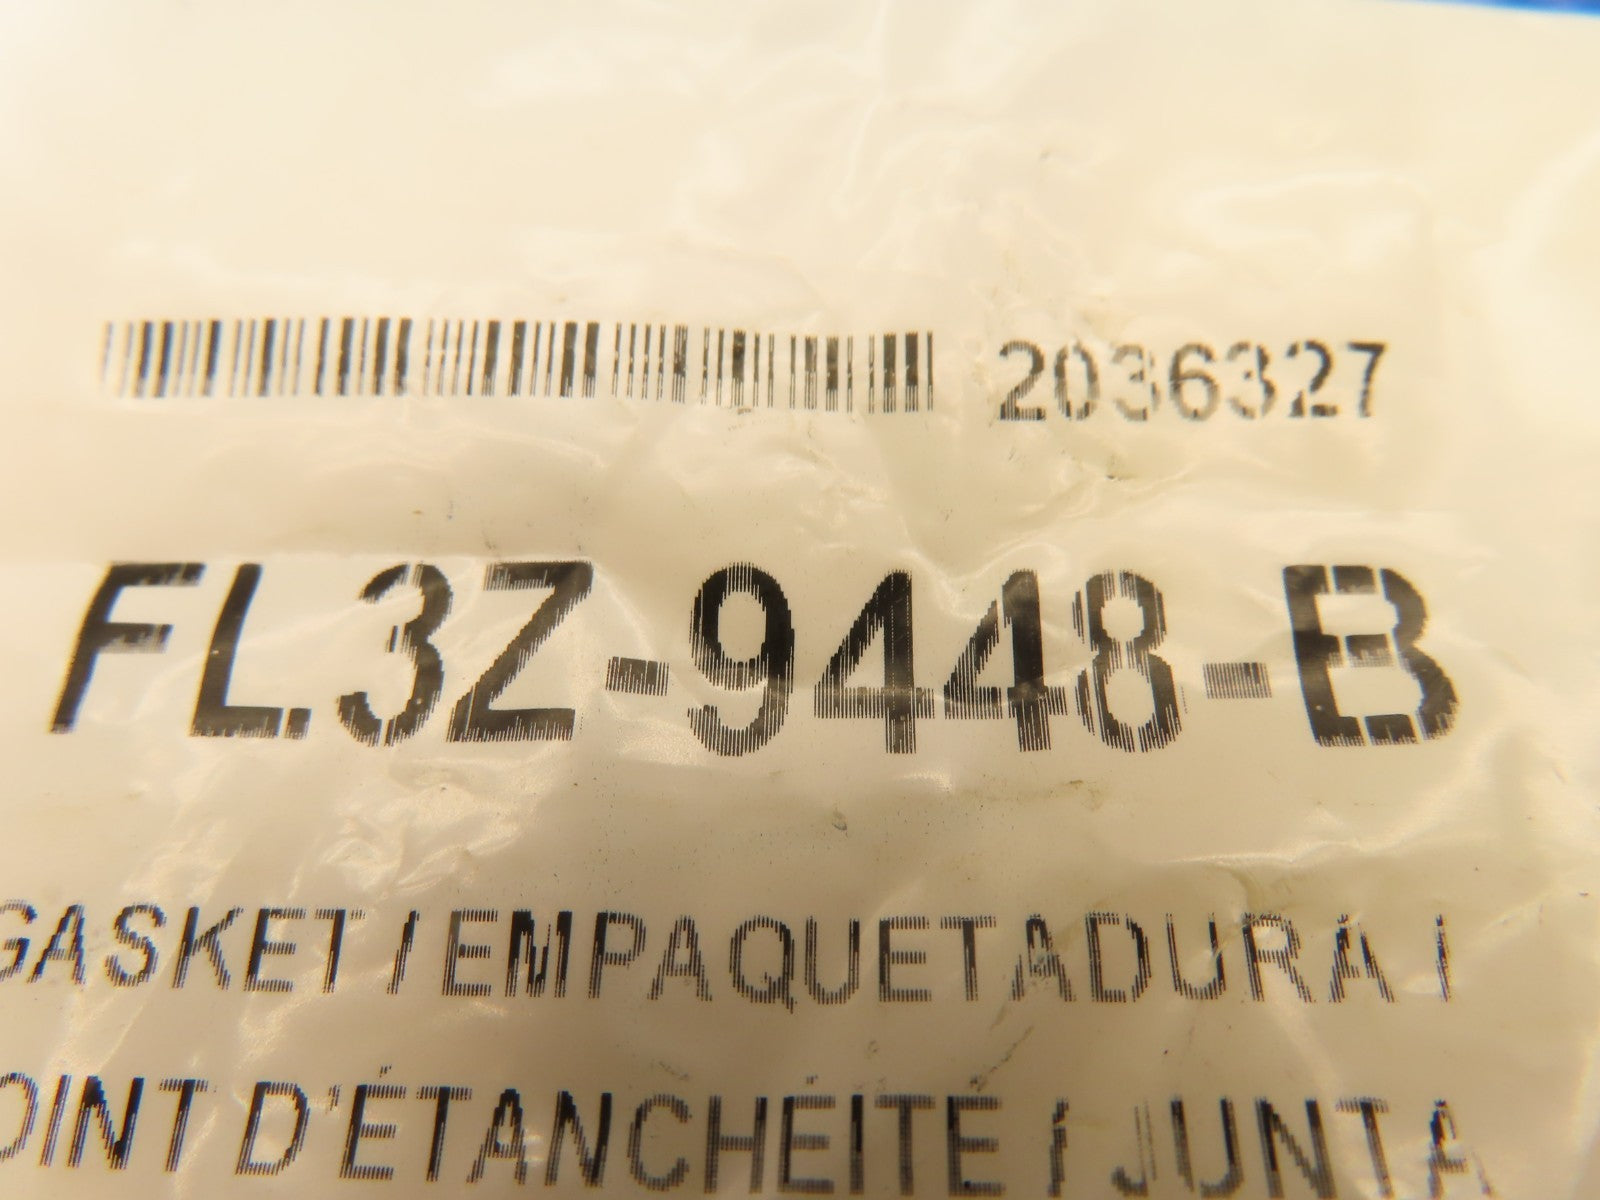 2036327
FL3Z-9448-B
GASKET / EMPAQUETADURA /
JOINT D'ÉTANCHÉITÉ / JUNTA